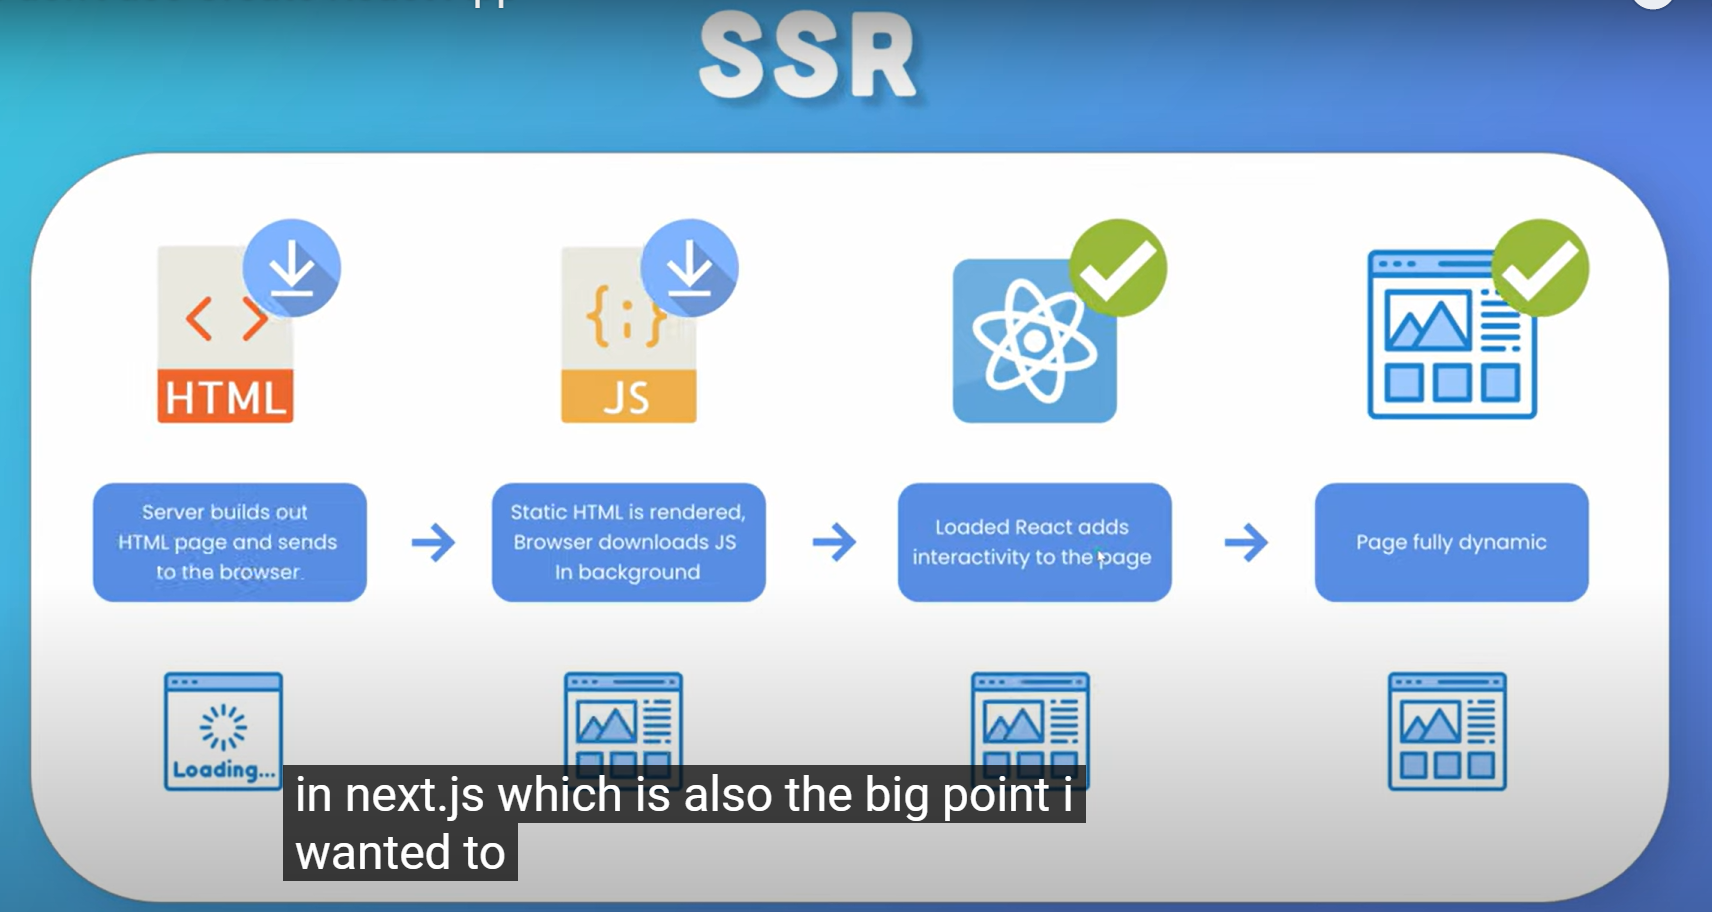 SSR
HTML
JS
Server builds out
HTML page and sends
to the browser.
Static HTML is rendered,
Browser downloads JS
In background
Loaded React adds
interactivity to the page
Page fully dynamic
Loading...
in next.js which is also the big point i
wanted to